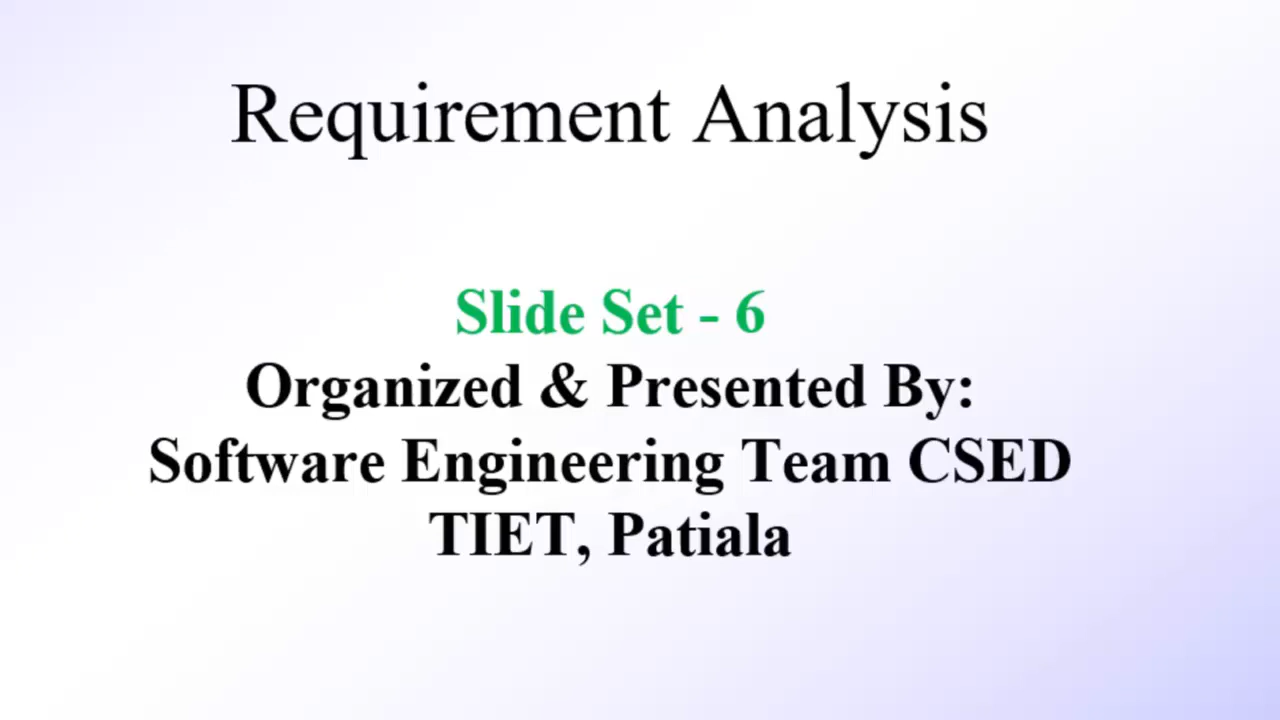 Requirement Analysis
Slide Set - 6
Organized & Presented By:
Software Engineering Team CSED
TIET, Patiala